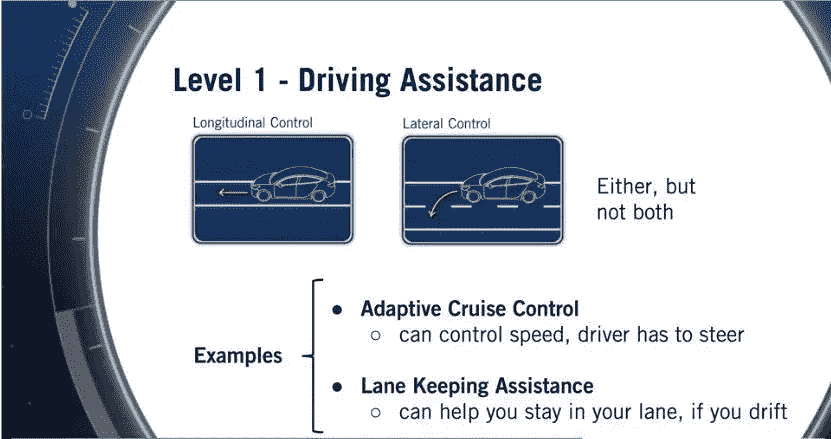 Level 1 - Driving Assistance
Longitudinal Control
Lateral Control
Either, but
not both
Examples
● Adaptive Cruise Control
○ can control speed, driver has to steer
● Lane Keeping Assistance
○ can help you stay in your lane, if you drift